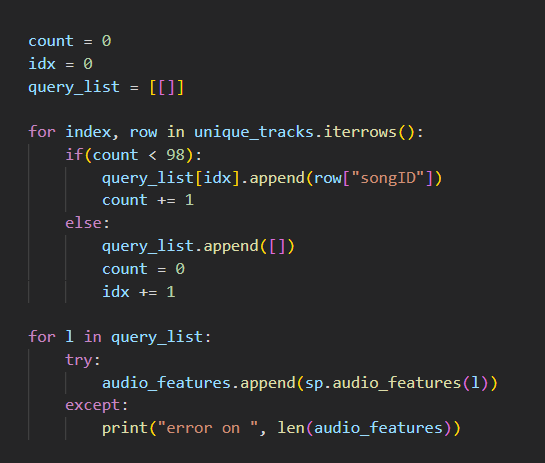 count = 0
idx = 0
query_list = [[]]
for index, row in unique_tracks.iterrows():
if(count < 98):
query_list[idx].append(row["songID"])
count += 1
else:
query_list.append([])
count = 0
idx += 1
for l in query_list:
try:
audio_features.append(sp.audio_features(l))
except:
print("error on ", len(audio_features))